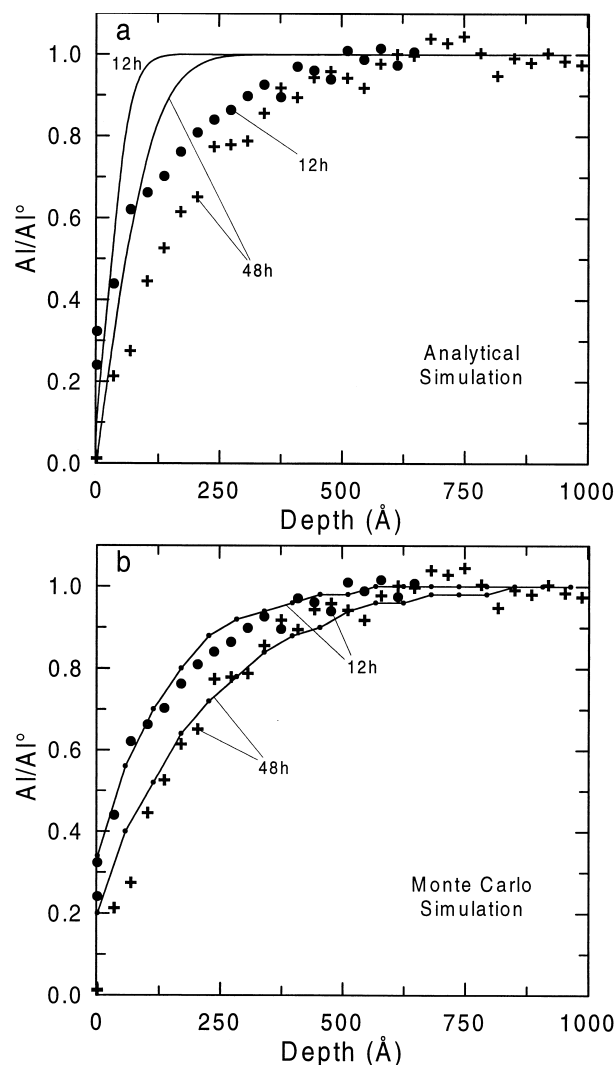 a
1.0
0.8
0.6
0.4
0.2
0.0
Al/Al°
12h
12h
48h
Analytical
Simulation
0
250
500
750
1000
Depth (Å)
b
1.0
0.8
0.6
0.4
0.2
0.0
Al/Al°
12h
48h
Monte Carlo
Simulation
0
250
500
750
1000
Depth (Å)